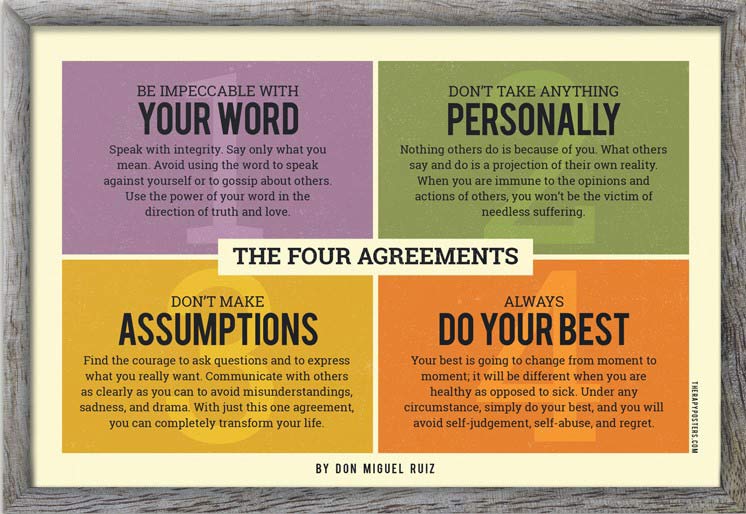 1
BE IMPECCABLE WITH
YOUR WORD
Speak with integrity. Say only what you
mean. Avoid using the word to speak
against yourself or to gossip about others.
Use the power of your word in the
direction of truth and love.
2
DON'T TAKE ANYTHING
PERSONALLY
Nothing others do is because of you. What others
say and do is a projection of their own reality.
When you are immune to the opinions and
actions of others, you won't be the victim of
needless suffering.
THE FOUR AGREEMENTS
3
DON'T MAKE
ASSUMPTIONS
Find the courage to ask questions and to express
what you really want. Communicate with others
as clearly as you can to avoid misunderstandings,
sadness, and drama. With just this one agreement,
you can completely transform your life.
4
ALWAYS
DO YOUR BEST
Your best is going to change from moment to
moment; it will be different when you are
healthy as opposed to sick. Under any
circumstance, simply do your best, and you will
avoid self-judgement, self-abuse, and regret.
THERAPYPOSTERS.COM
BY DON MIGUEL RUIZ